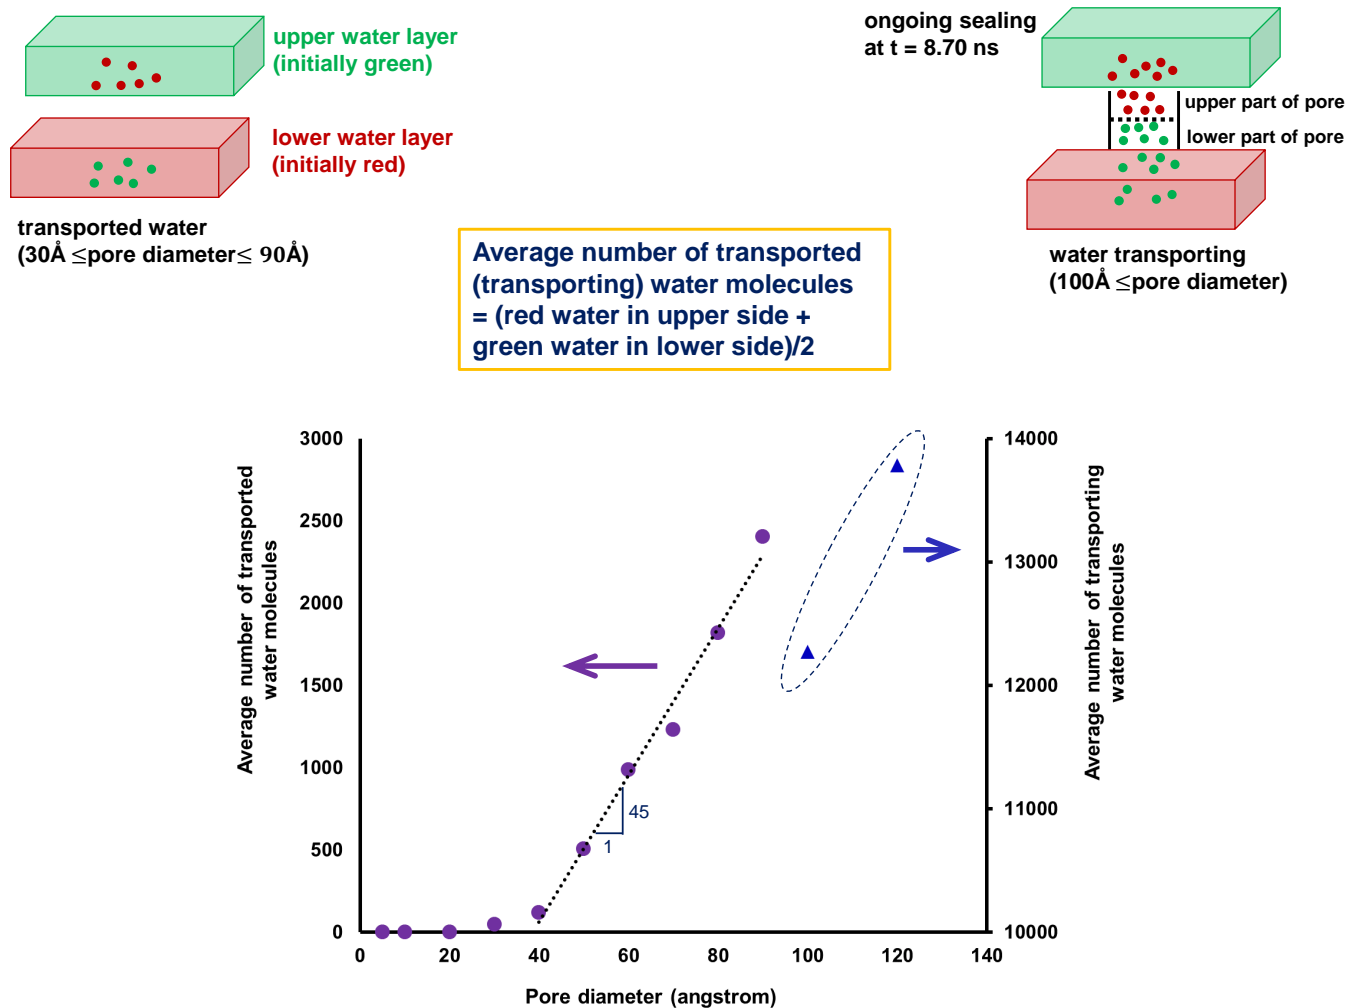 upper water layer
(initially green)
lower water layer
(initially red)
transported water
(30Å ≤pore diameter≤ 90Å)
ongoing sealing
at t = 8.70 ns
upper part of pore
lower part of pore
water transporting
(100Å ≤pore diameter)
Average number of transported
(transporting) water molecules
= (red water in upper side +
green water in lower side)/2
Average number of transported
water molecules
3000
2500
2000
1500
1000
500
0
45
1
14000
13000
12000
11000
10000
Average number of transporting
water molecules
0
20
40
60
80
100
120
140
Pore diameter (angstrom)